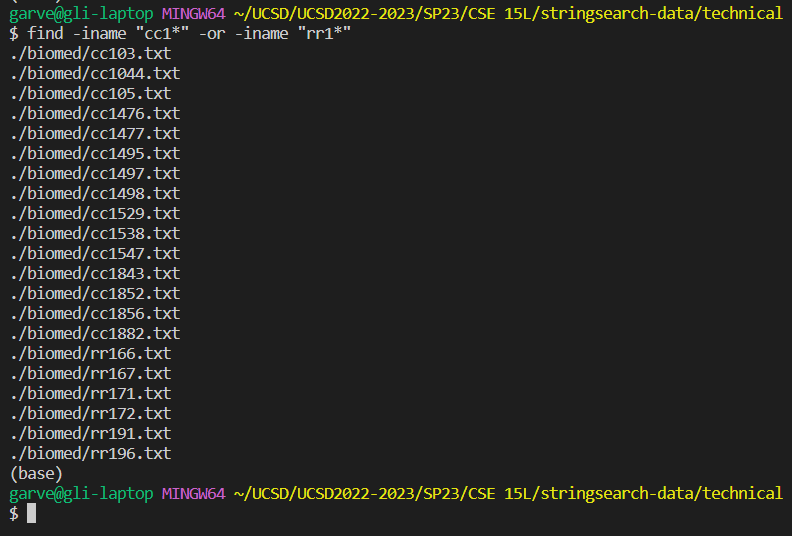 garve@gli-laptop MINGW64 ~/UCSD/UCSD2022-2023/SP23/CSE 15L/stringsearch-data/technical
$ find -iname "cc1*" -or -iname "rr1*"
./biomed/cc103.txt
./biomed/cc1044.txt
./biomed/cc105.txt
./biomed/cc1476.txt
./biomed/cc1477.txt
./biomed/cc1495.txt
./biomed/cc1497.txt
./biomed/cc1498.txt
./biomed/cc1529.txt
./biomed/cc1538.txt
./biomed/cc1547.txt
./biomed/cc1843.txt
./biomed/cc1852.txt
./biomed/cc1856.txt
./biomed/cc1882.txt
./biomed/rr166.txt
./biomed/rr167.txt
./biomed/rr171.txt
./biomed/rr172.txt
./biomed/rr191.txt
./biomed/rr196.txt
(base)
garve@gli-laptop MINGW64 ~/UCSD/UCSD2022-2023/SP23/CSE 15L/stringsearch-data/technical
$